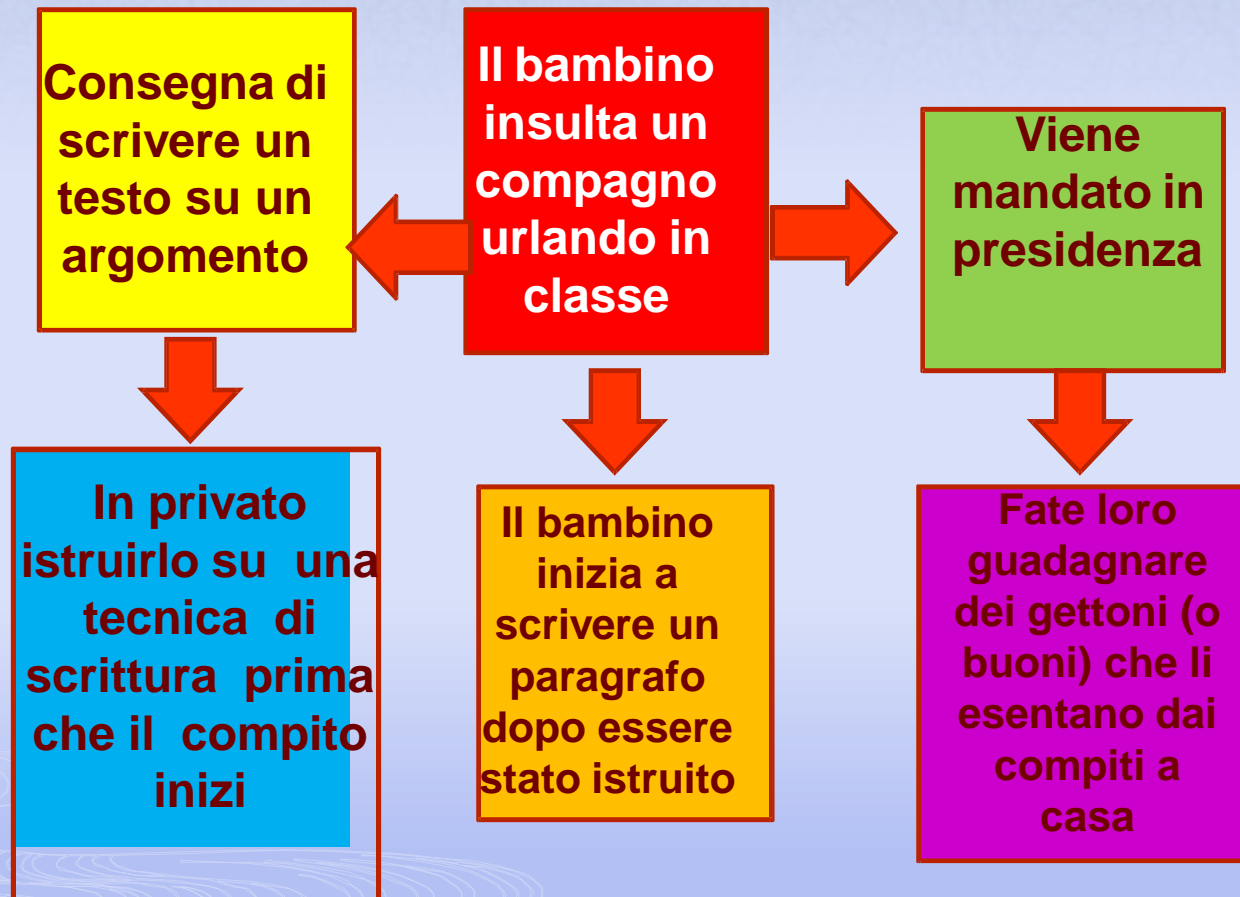 Consegna di
scrivere un
testo su un
argomento
Il bambino
insulta un
compagno
urlando in
classe
Viene
mandato in
presidenza
In privato
istruirlo su una
tecnica di
scrittura prima
che il compito
inizi
Il bambino
inizia a
scrivere un
paragrafo
dopo essere
stato istruito
Fate loro
guadagnare
dei gettoni (o
buoni) che li
esentano dai
compiti a
casa